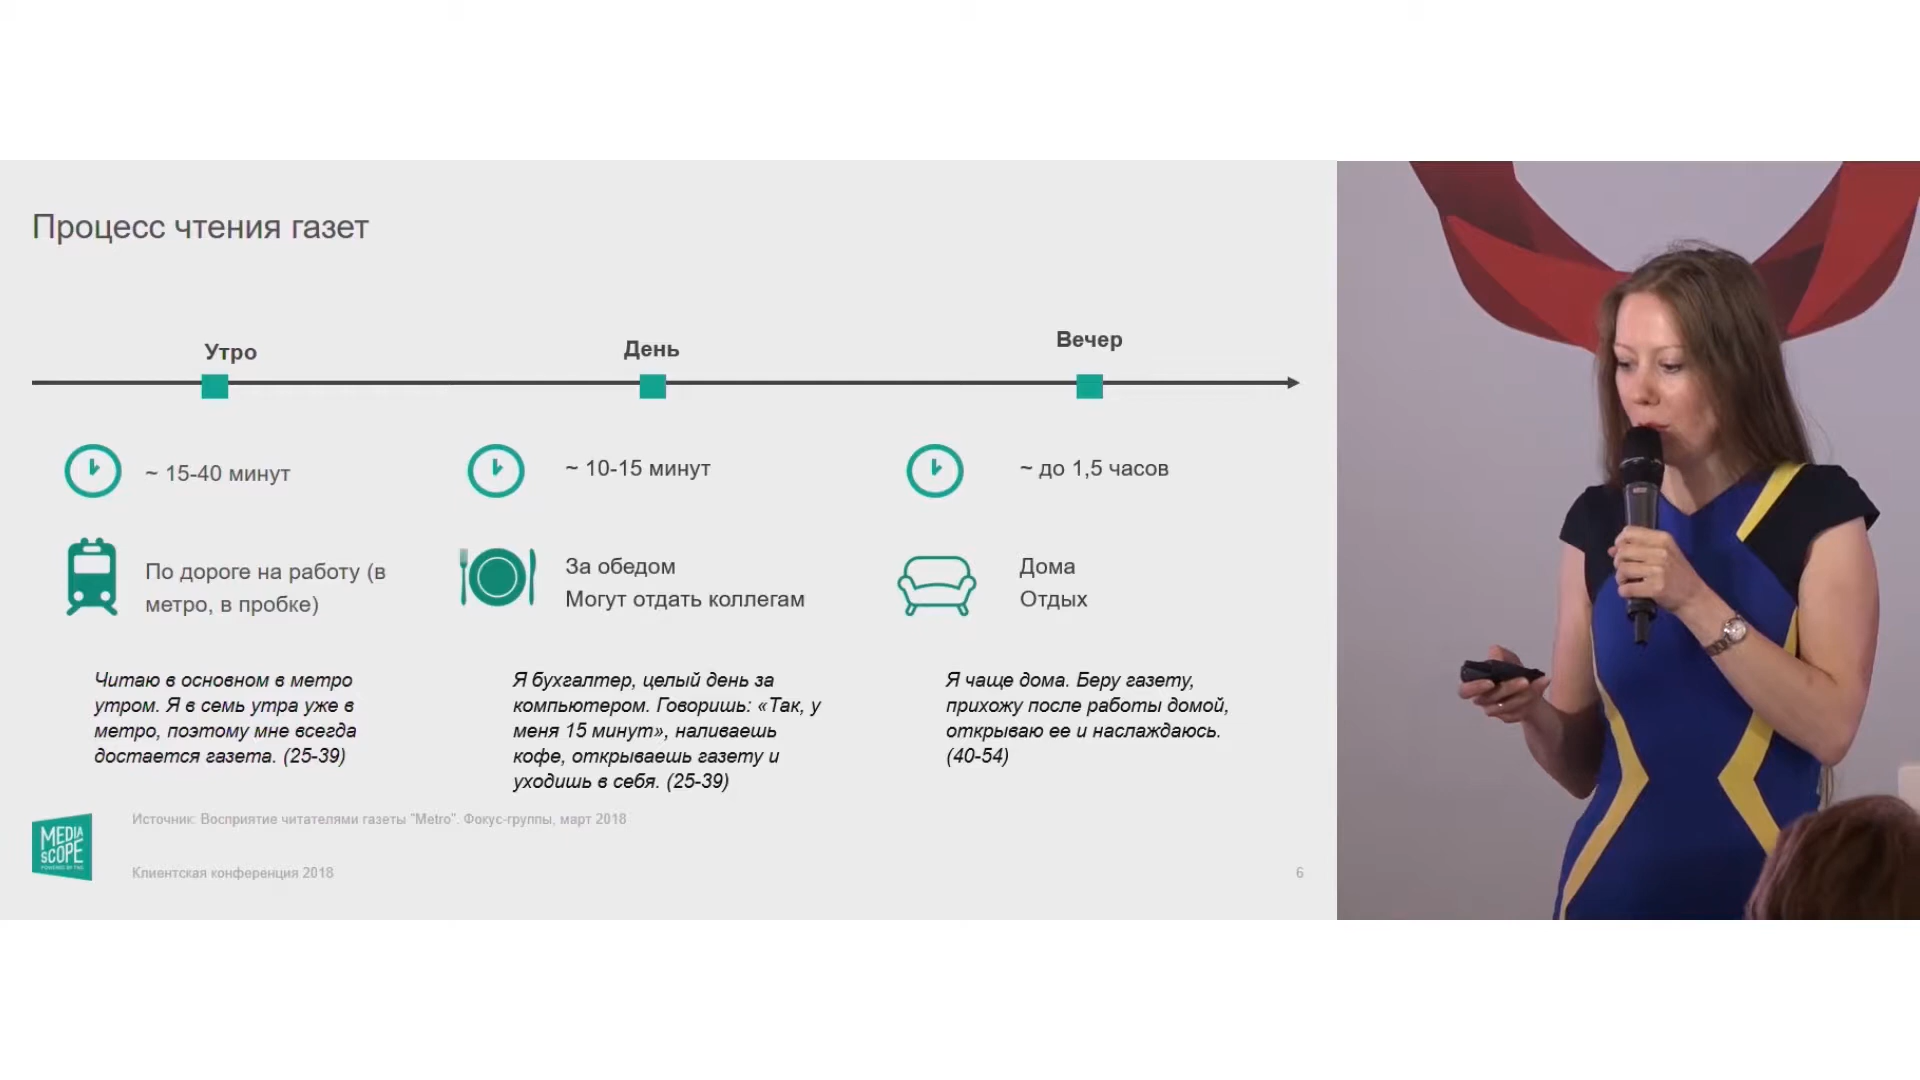 Процесс чтения газет
Утро
День
Вечер
~ 15-40 минут
~ 10-15 минут
~ до 1,5 часов
По дороге на работу (в
метро, в пробке)
За обедом
Могут отдать коллегам
Дома
Отдых
Читаю в основном в метро
утром. Я в семь утра уже в
метро, поэтому мне всегда
достается газета. (25-39)
Я бухгалтер, целый день за
компьютером. Говоришь: «Так, у
меня 15 минут», наливаешь
кофе, открываешь газету и
уходишь в себя. (25-39)
Я чаще дома. Беру газету,
прихожу после работы домой,
открываю ее и наслаждаюсь.
(40-54)
Источник: Восприятие читателями газеты "Metro". Фокус-группы, март 2018
MEDIA
SCOPE
POWERED BY TNS
Клиентская конференция 2018
6